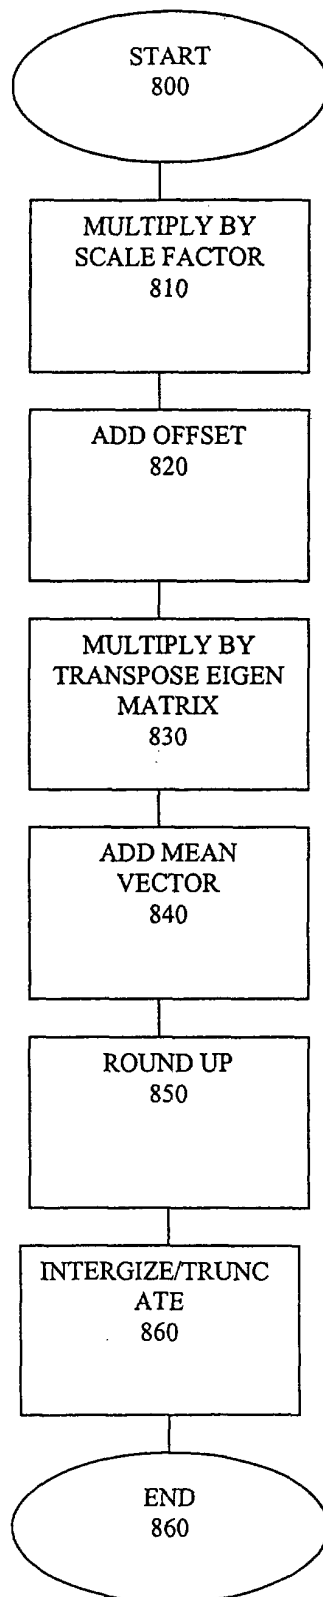 START
800
MULTIPLY BY
SCALE FACTOR
810
ADD OFFSET
820
MULTIPLY BY
TRANSPOSE EIGEN
MATRIX
830
ADD MEAN
VECTOR
840
ROUND UP
850
INTERGIZE/TRUNC
ATE
860
END
860